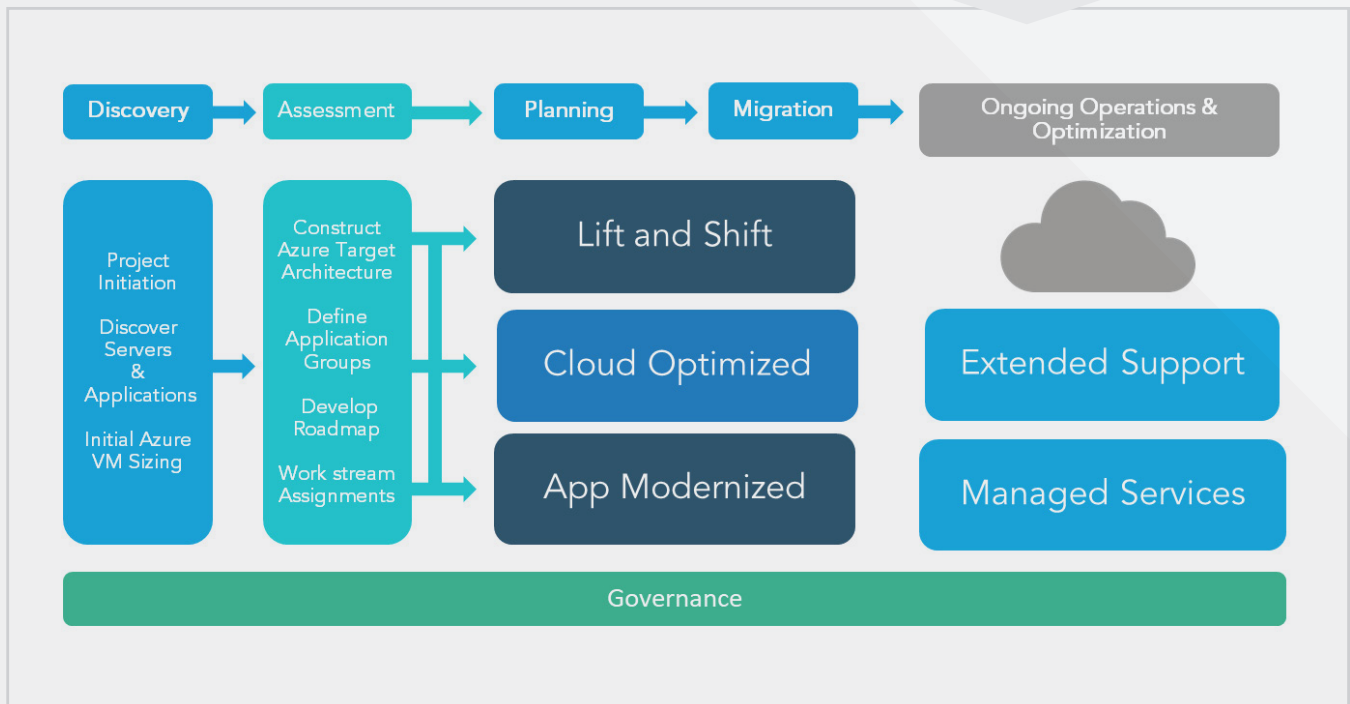 Discovery
Assessment
Planning
Migration
Ongoing Operations &
Optimization
Project
Initiation
Discover
Servers
&
Applications
Initial Azure
VM Sizing
Construct
Azure Target
Architecture
Define
Application
Groups
Develop
Roadmap
Work stream
Assignments
Lift and Shift
Cloud Optimized
App Modernized
Extended Support
Managed Services
Governance